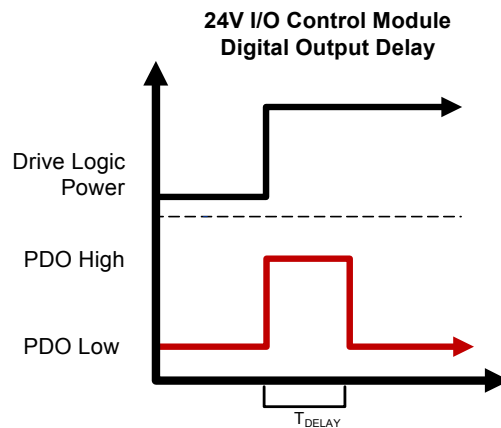 24V I/O Control Module
Digital Output Delay
Drive Logic
Power
PDO High
PDO Low
TDELAY